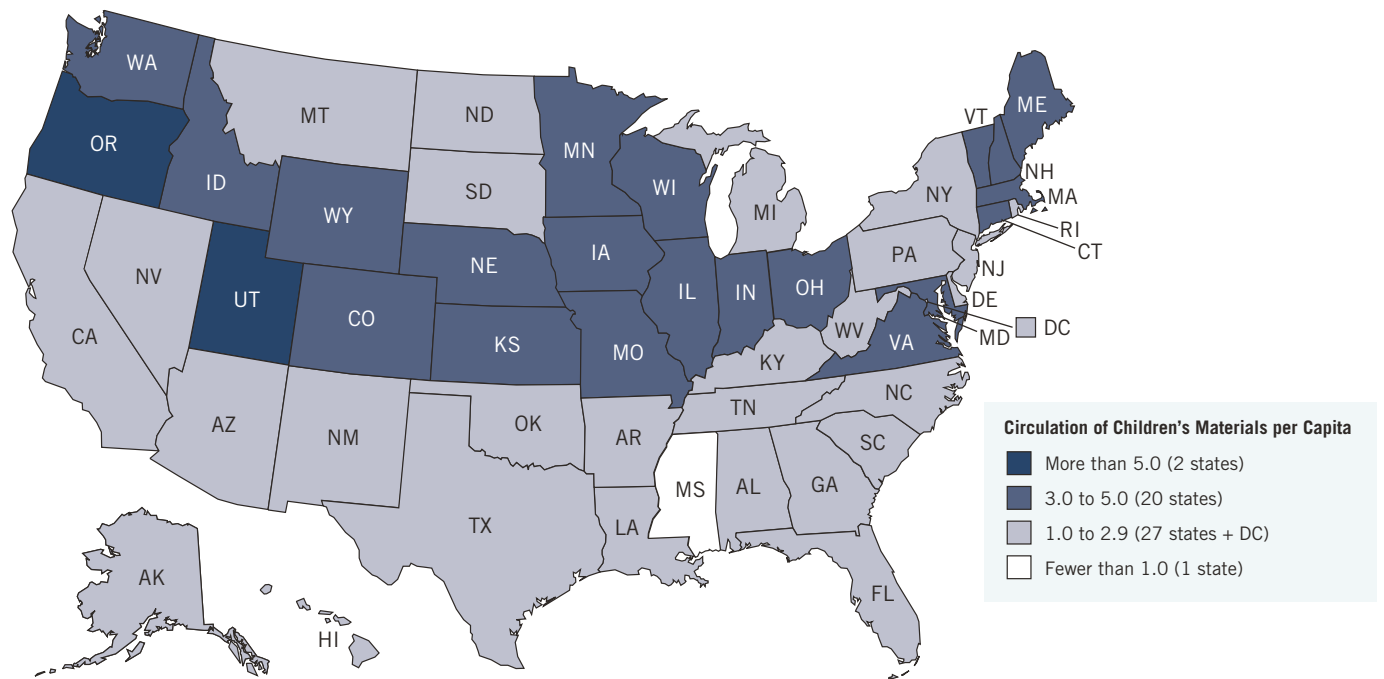 WA
OR
ID
MT
ND
SD
WY
MN
WI
MI
NY
VT
ME
NH
MA
RI
CT
NV
UT
CO
NE
IA
IL
IN
OH
PA
NJ
DE
MD
DC
CA
KS
MO
KY
WV
VA
AZ
NM
OK
AR
TN
NC
SC
TX
LA
MS
AL
GA
FL
AK
HI
Circulation of Children's Materials per Capita
More than 5.0 (2 states)
3.0 to 5.0 (20 states)
1.0 to 2.9 (27 states + DC)
Fewer than 1.0 (1 state)